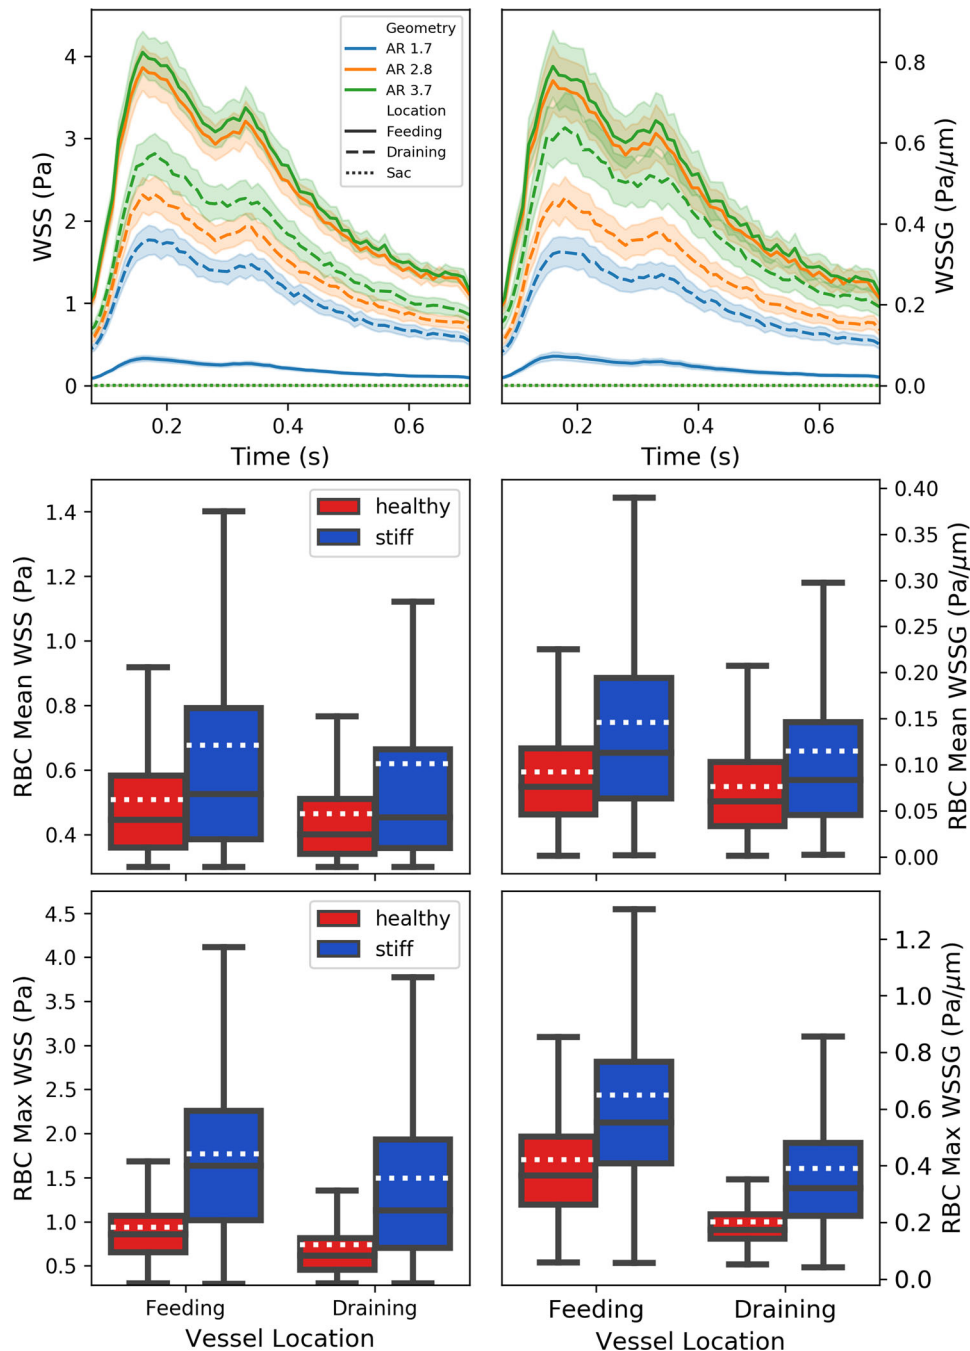 WSS (Pa)
4
3
2
1
0
Geometry
AR 1.7
AR 2.8
AR 3.7
Location
Feeding
Draining
Sac
0.2
0.4
0.6
Time (s)
0.8
0.6
0.4
0.2
0.0
WSSG (Pa/μm)
0.2
0.4
0.6
Time (s)
RBC Mean WSS (Pa)
1.4
1.2
1.0
0.8
0.6
0.4
healthy
stiff
0.40
0.35
0.30
0.25
0.20
0.15
0.10
0.05
0.00
RBC Mean WSSG (Pa/μm)
RBC Max WSS (Pa)
4.5
4.0
3.5
3.0
2.5
2.0
1.5
1.0
0.5
healthy
stiff
Feeding
Draining
Vessel Location
1.2
1.0
0.8
0.6
0.4
0.2
0.0
RBC Max WSSG (Pa/μm)
Feeding
Draining
Vessel Location